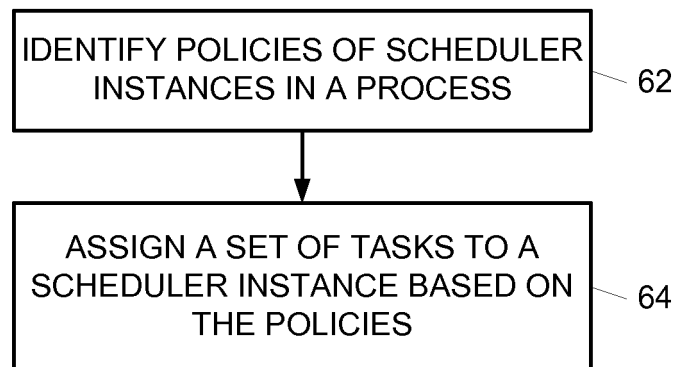 IDENTIFY POLICIES OF SCHEDULER
INSTANCES IN A PROCESS
62
ASSIGN A SET OF TASKS TO A
SCHEDULER INSTANCE BASED ON
THE POLICIES
64